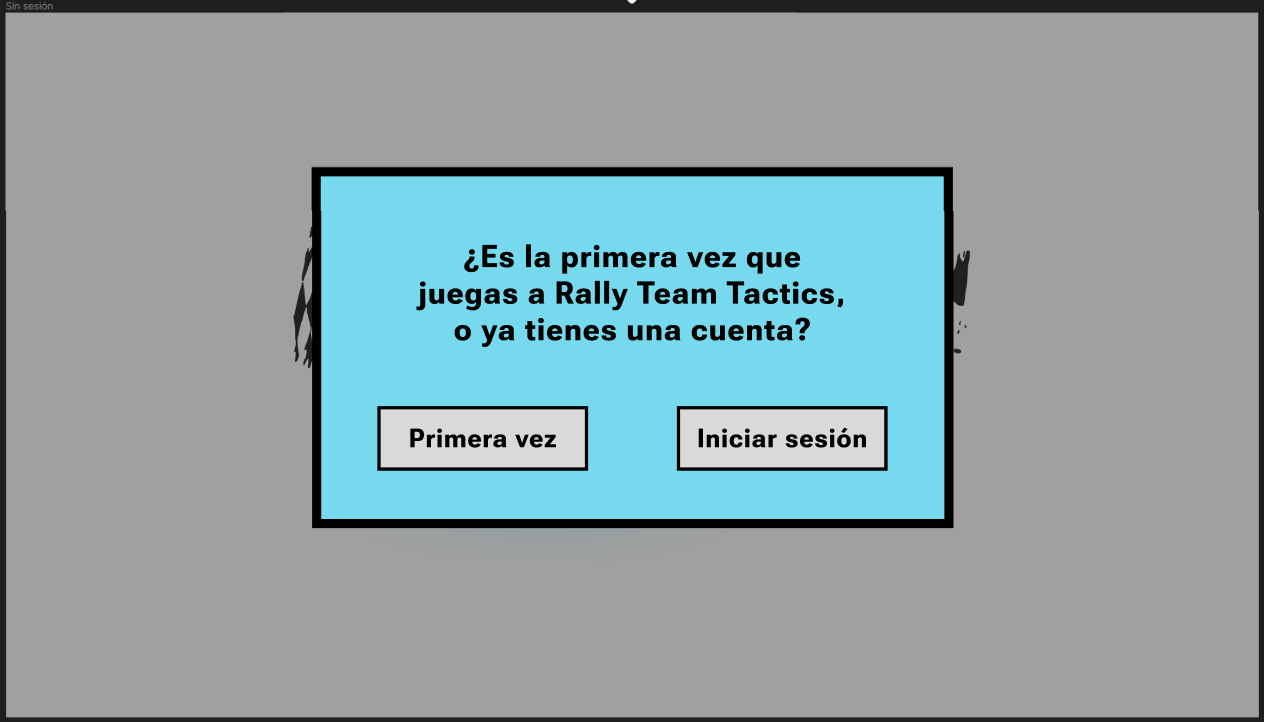 Sin sesión
¿Es la primera vez que
juegas a Rally Team Tactics,
o ya tienes una cuenta?
Primera vez
Iniciar sesión